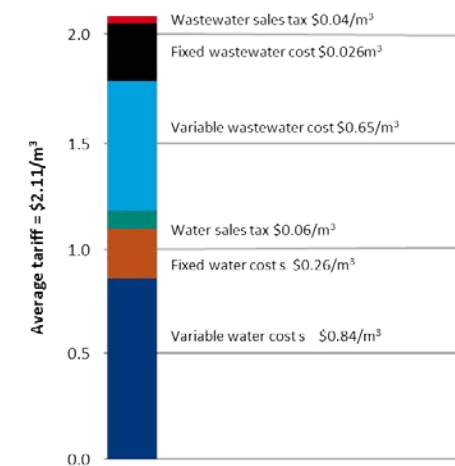 Average tariff = $2.11/m³
2.0
1.5
1.0
0.5
0.0
Wastewater sales tax $0.04/m³
Fixed wastewater cost $0.026m³
Variable wastewater cost $0.65/m³
Water sales tax $0.06/m³
Fixed water cost s $0.26/m³
Variable water cost s $0.84/m³